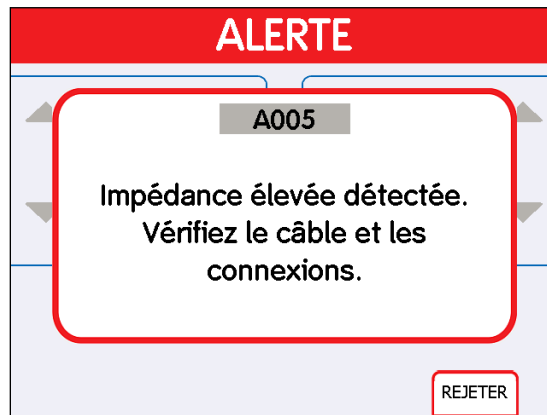 ALERTE
A005
Impédance élevée détectée.
Vérifiez le câble et les
connexions.
REJETER